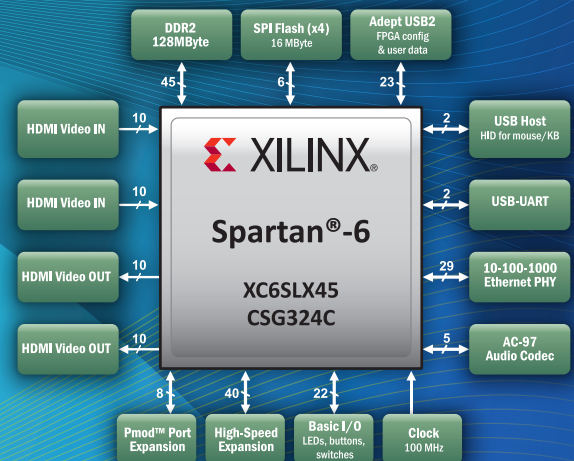 DDR2
128MByte
SPI Flash (x4)
16 MByte
Adept USB2
FPGA config
& user data
45
6
23
HDMI Video IN
10
HDMI Video IN
10
HDMI Video OUT
10
HDMI Video OUT
10
XILINX®
Spartan®-6
XC6SLX45
CSG324C
2
USB Host
HID for mouse/KB
2
USB-UART
29
10-100-1000
Ethernet PHY
5
AC-97
Audio Codec
8
40
22
Pmod™ Port
Expansion
High-Speed
Expansion
Basic I/O
LEDs, buttons,
switches
Clock
100 MHz